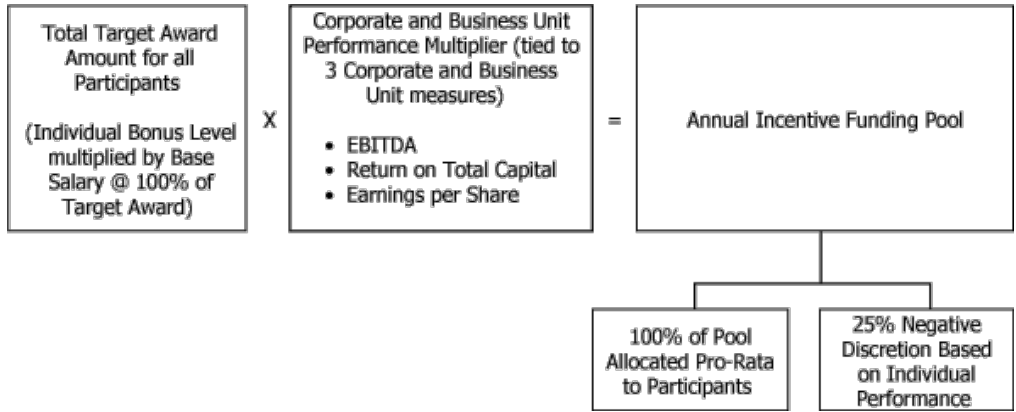 Total Target Award
Amount for all
Participants
(Individual Bonus Level
multiplied by Base
Salary @ 100% of
Target Award)
X
Corporate and Business Unit
Performance Multiplier (tied to
3 Corporate and Business
Unit measures)
• EBITDA
• Return on Total Capital
• Earnings per Share
=
Annual Incentive Funding Pool
100% of Pool
Allocated Pro-Rata
to Participants
25% Negative
Discretion Based
on Individual
Performance